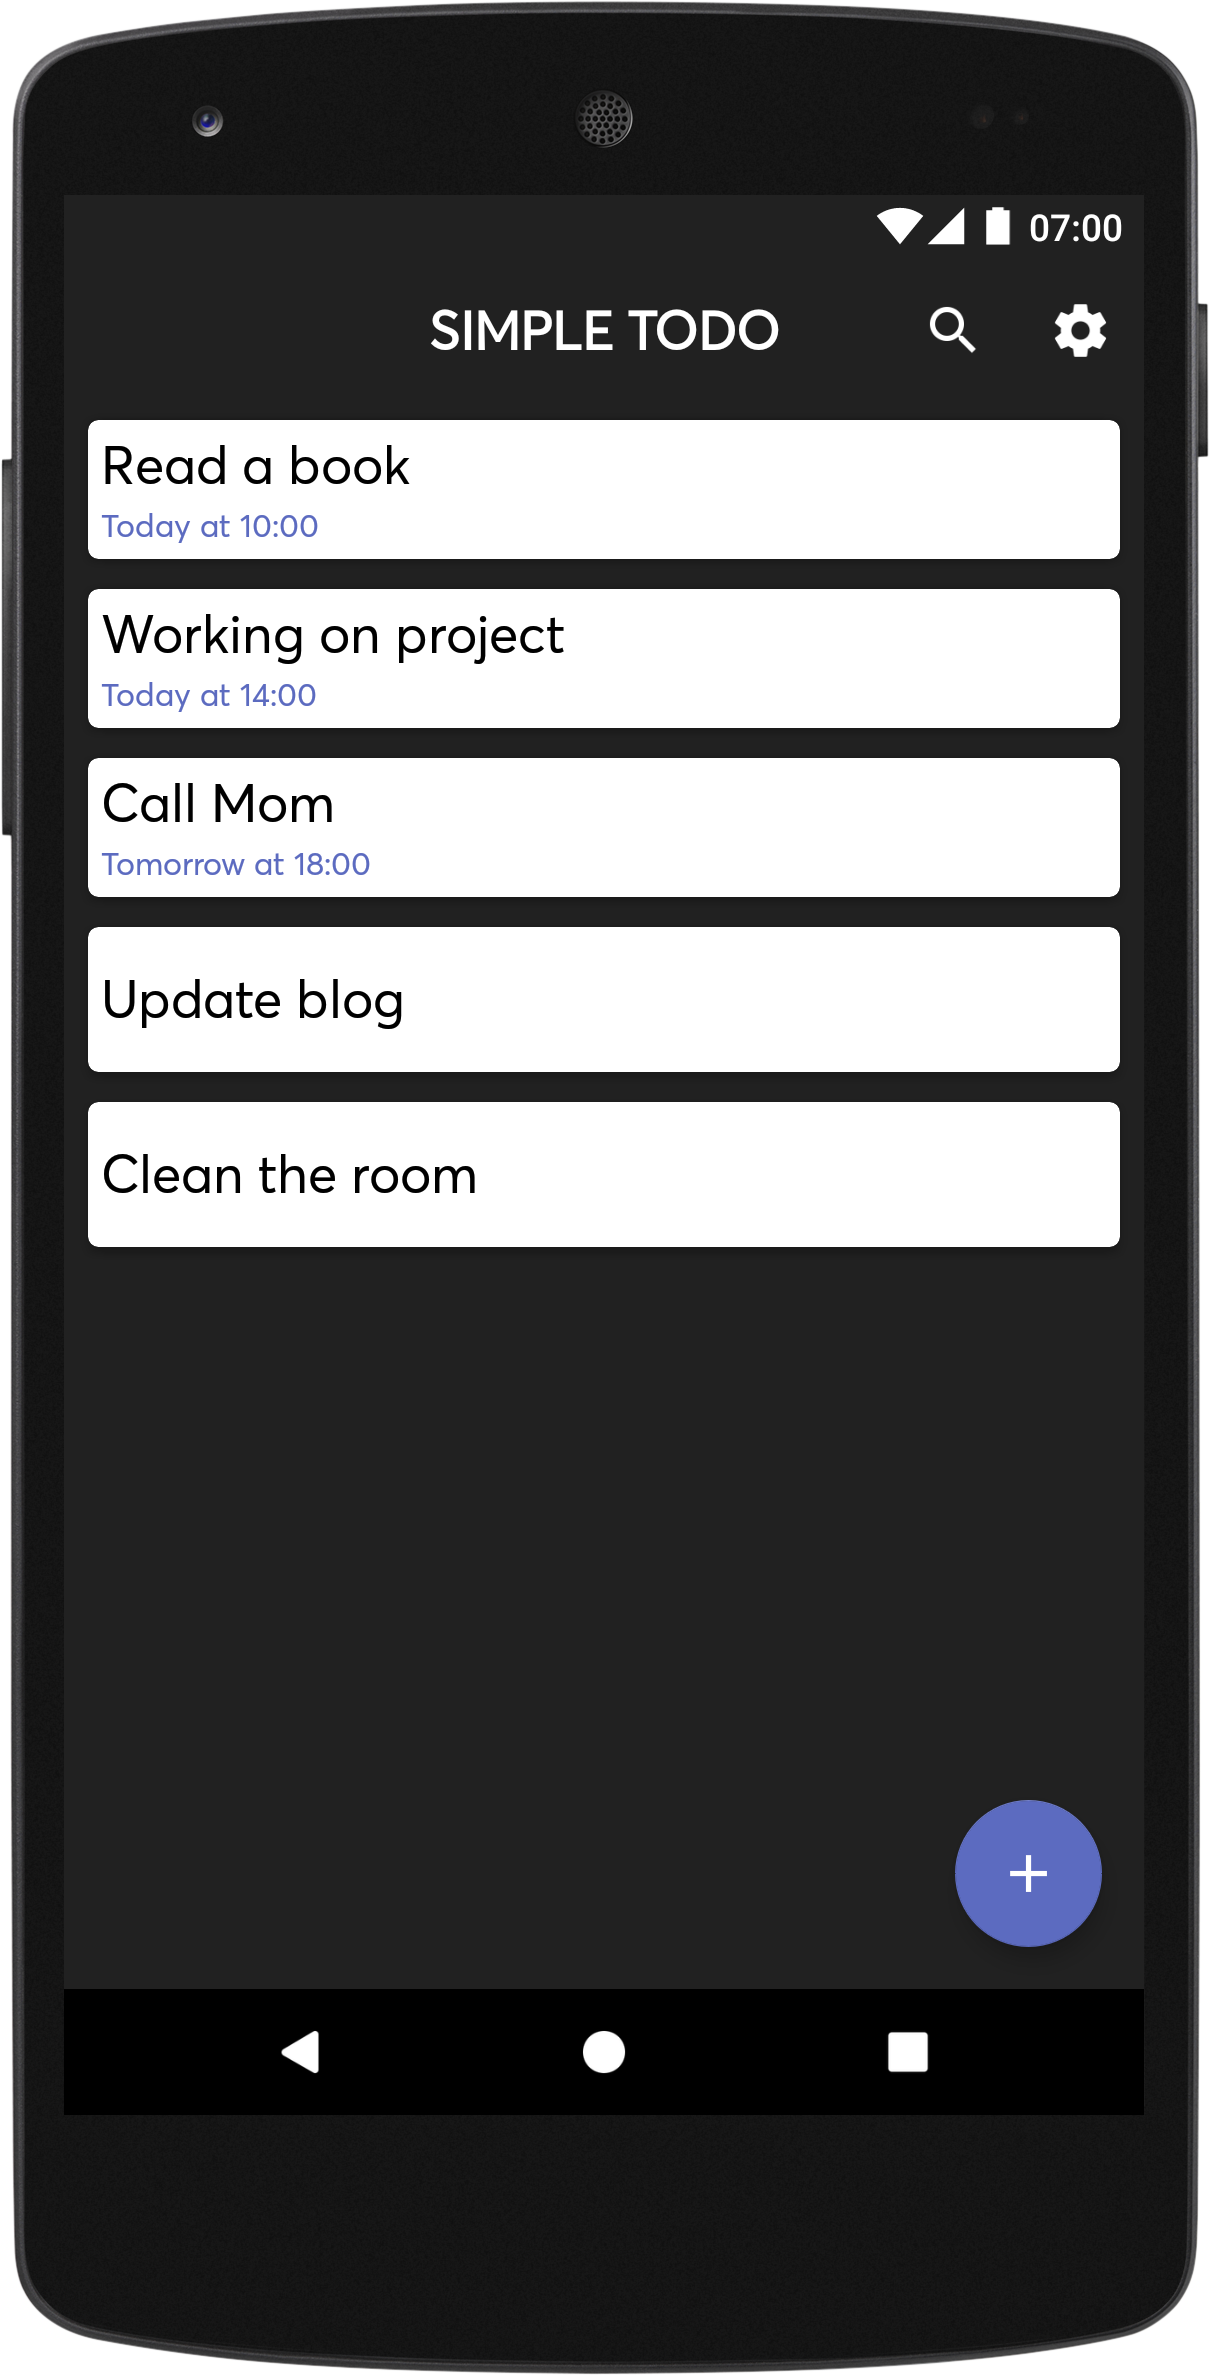 07:00
SIMPLE TODO
Read a book
Today at 10:00
Working on project
Today at 14:00
Call Mom
Tomorrow at 18:00
Update blog
Clean the room